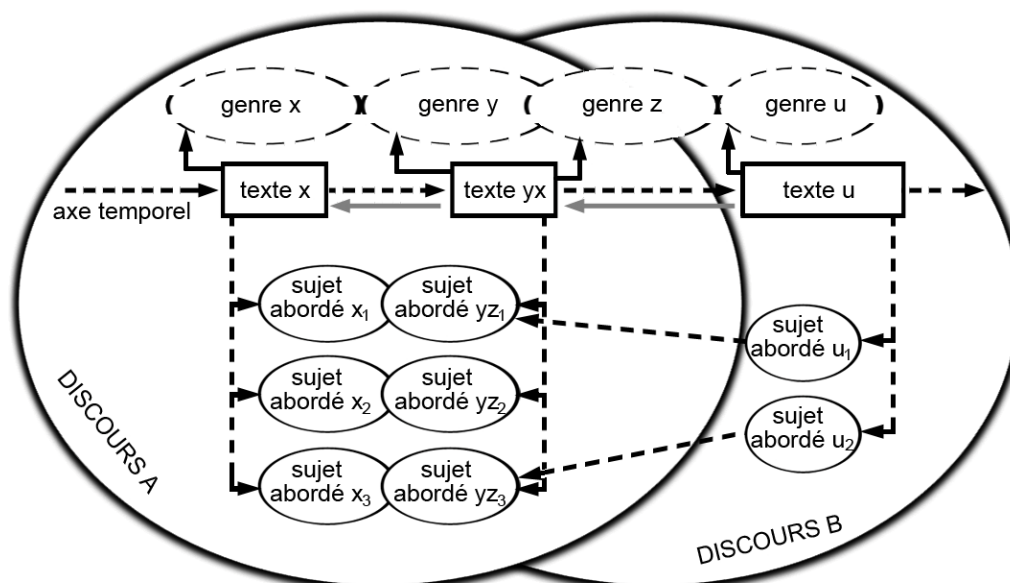 genre x
genre y
genre z
genre u
texte x
texte yx
texte u
axe temporel
sujet
abordé x₁
sujet
abordé yz₁
sujet
abordé u₁
sujet
abordé x₂
sujet
abordé yz₂
sujet
abordé u₂
sujet
abordé x₃
sujet
abordé yz₃
DISCOURS A
DISCOURS B